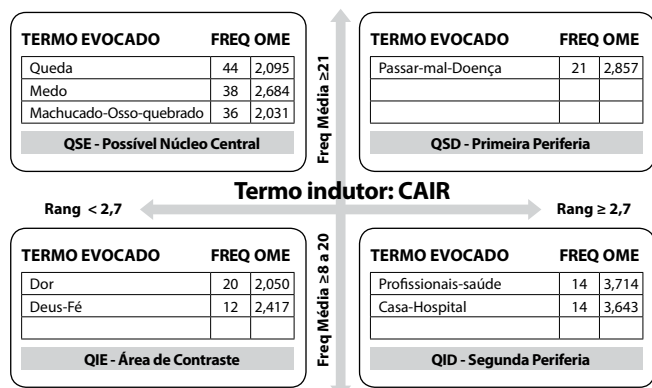 TERMO EVOCADO FREQ OME
Queda 44 2,095
Medo 38 2,684
Machucado-Osso-quebrado 36 2,031
QSE - Possível Núcleo Central
Freq Média ≥21
TERMO EVOCADO FREQ OME
Passar-mal-Doença 21 2,857
QSD - Primeira Periferia
Termo indutor: CAIR
Rang < 2,7
Rang ≥ 2,7
TERMO EVOCADO FREQ OME
Dor 20 2,050
Deus-Fé 12 2,417
QIE - Área de Contraste
Freq Média ≥8 a 20
TERMO EVOCADO FREQ OME
Profissionais-saúde 14 3,714
Casa-Hospital 14 3,643
QID - Segunda Periferia